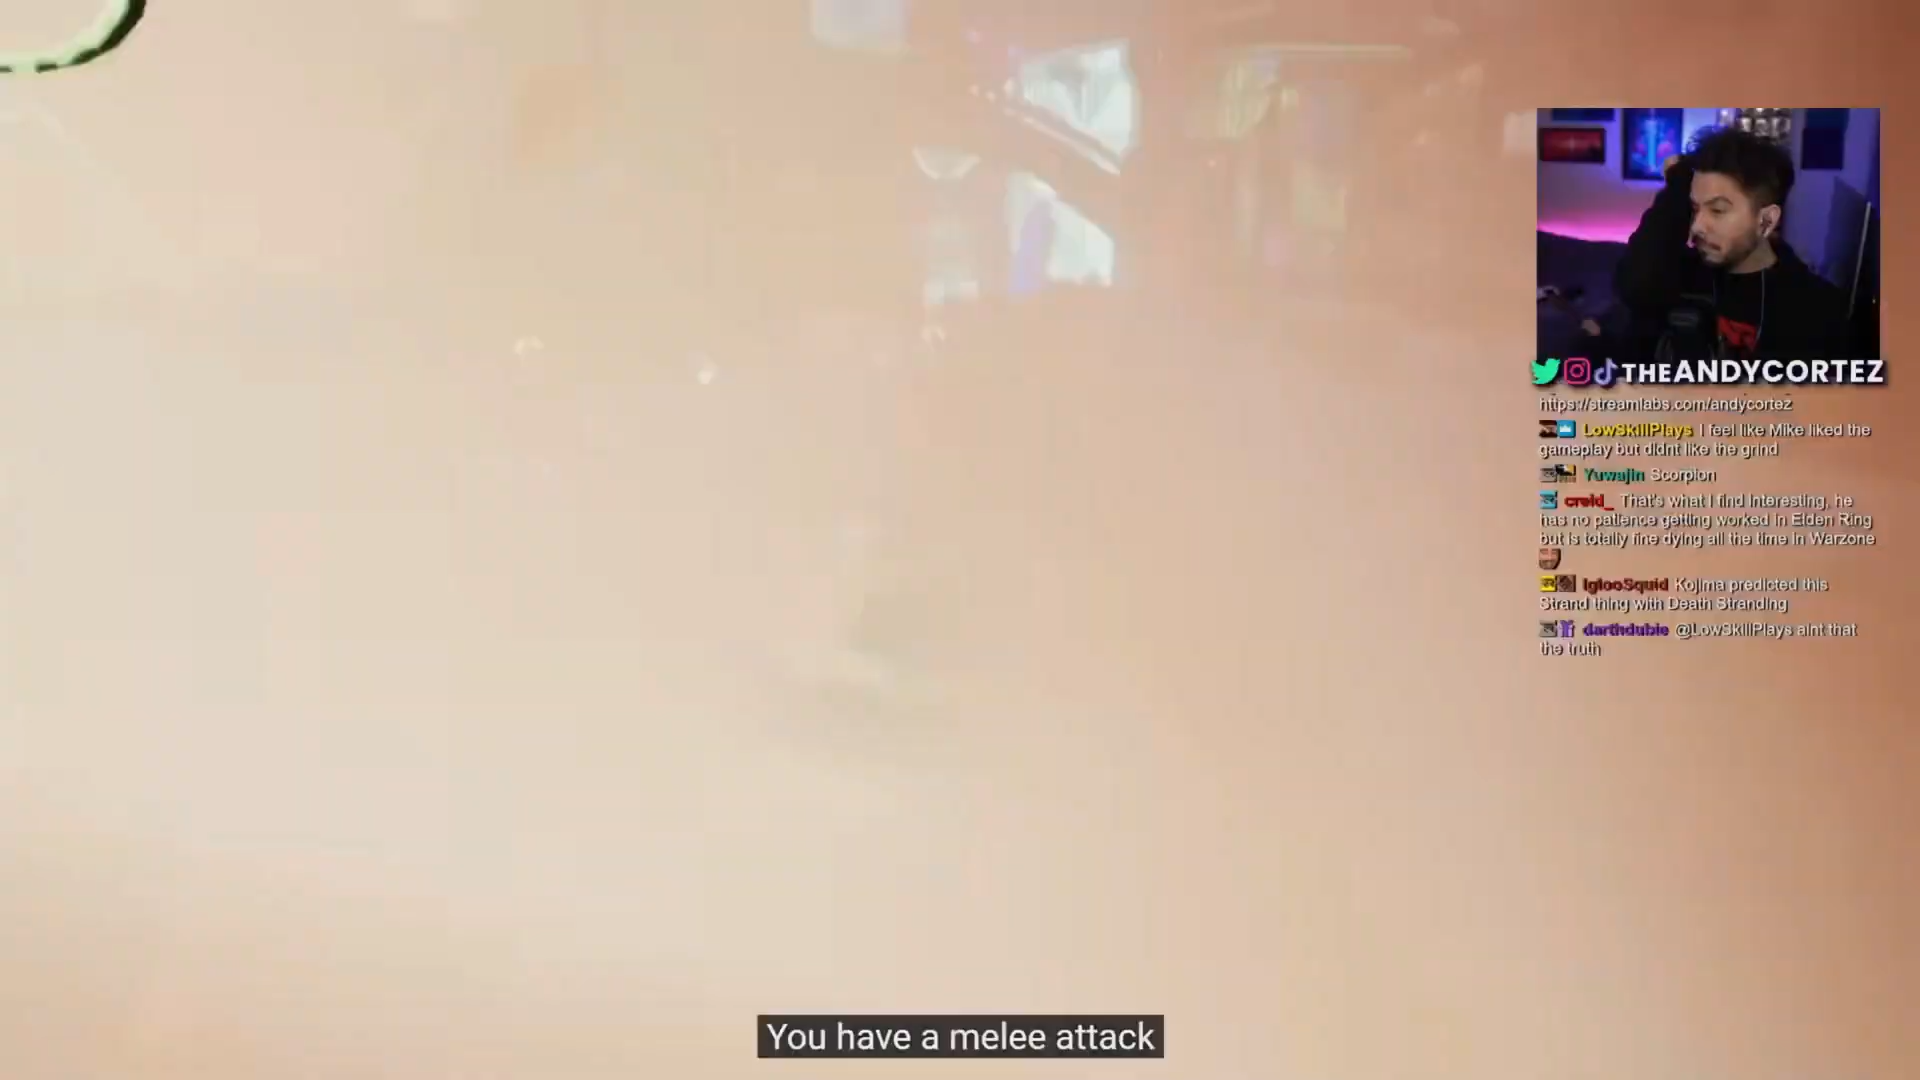 THEANDYCORTEZ
https://streamlabs.com/andycortez
LowSkillPlays I feel like Mike liked the
gameplay but didnt like the grind
Yuwajin Scorpion
creid_ That's what I find interesting, he
has no patience getting worked in Elden Ring
but is totally fine dying all the time in Warzone
IglooSquid Kojima predicted this
Strand thing with Death Stranding
darthdubie @LowSkillPlays aint that
the truth
You have a melee attack